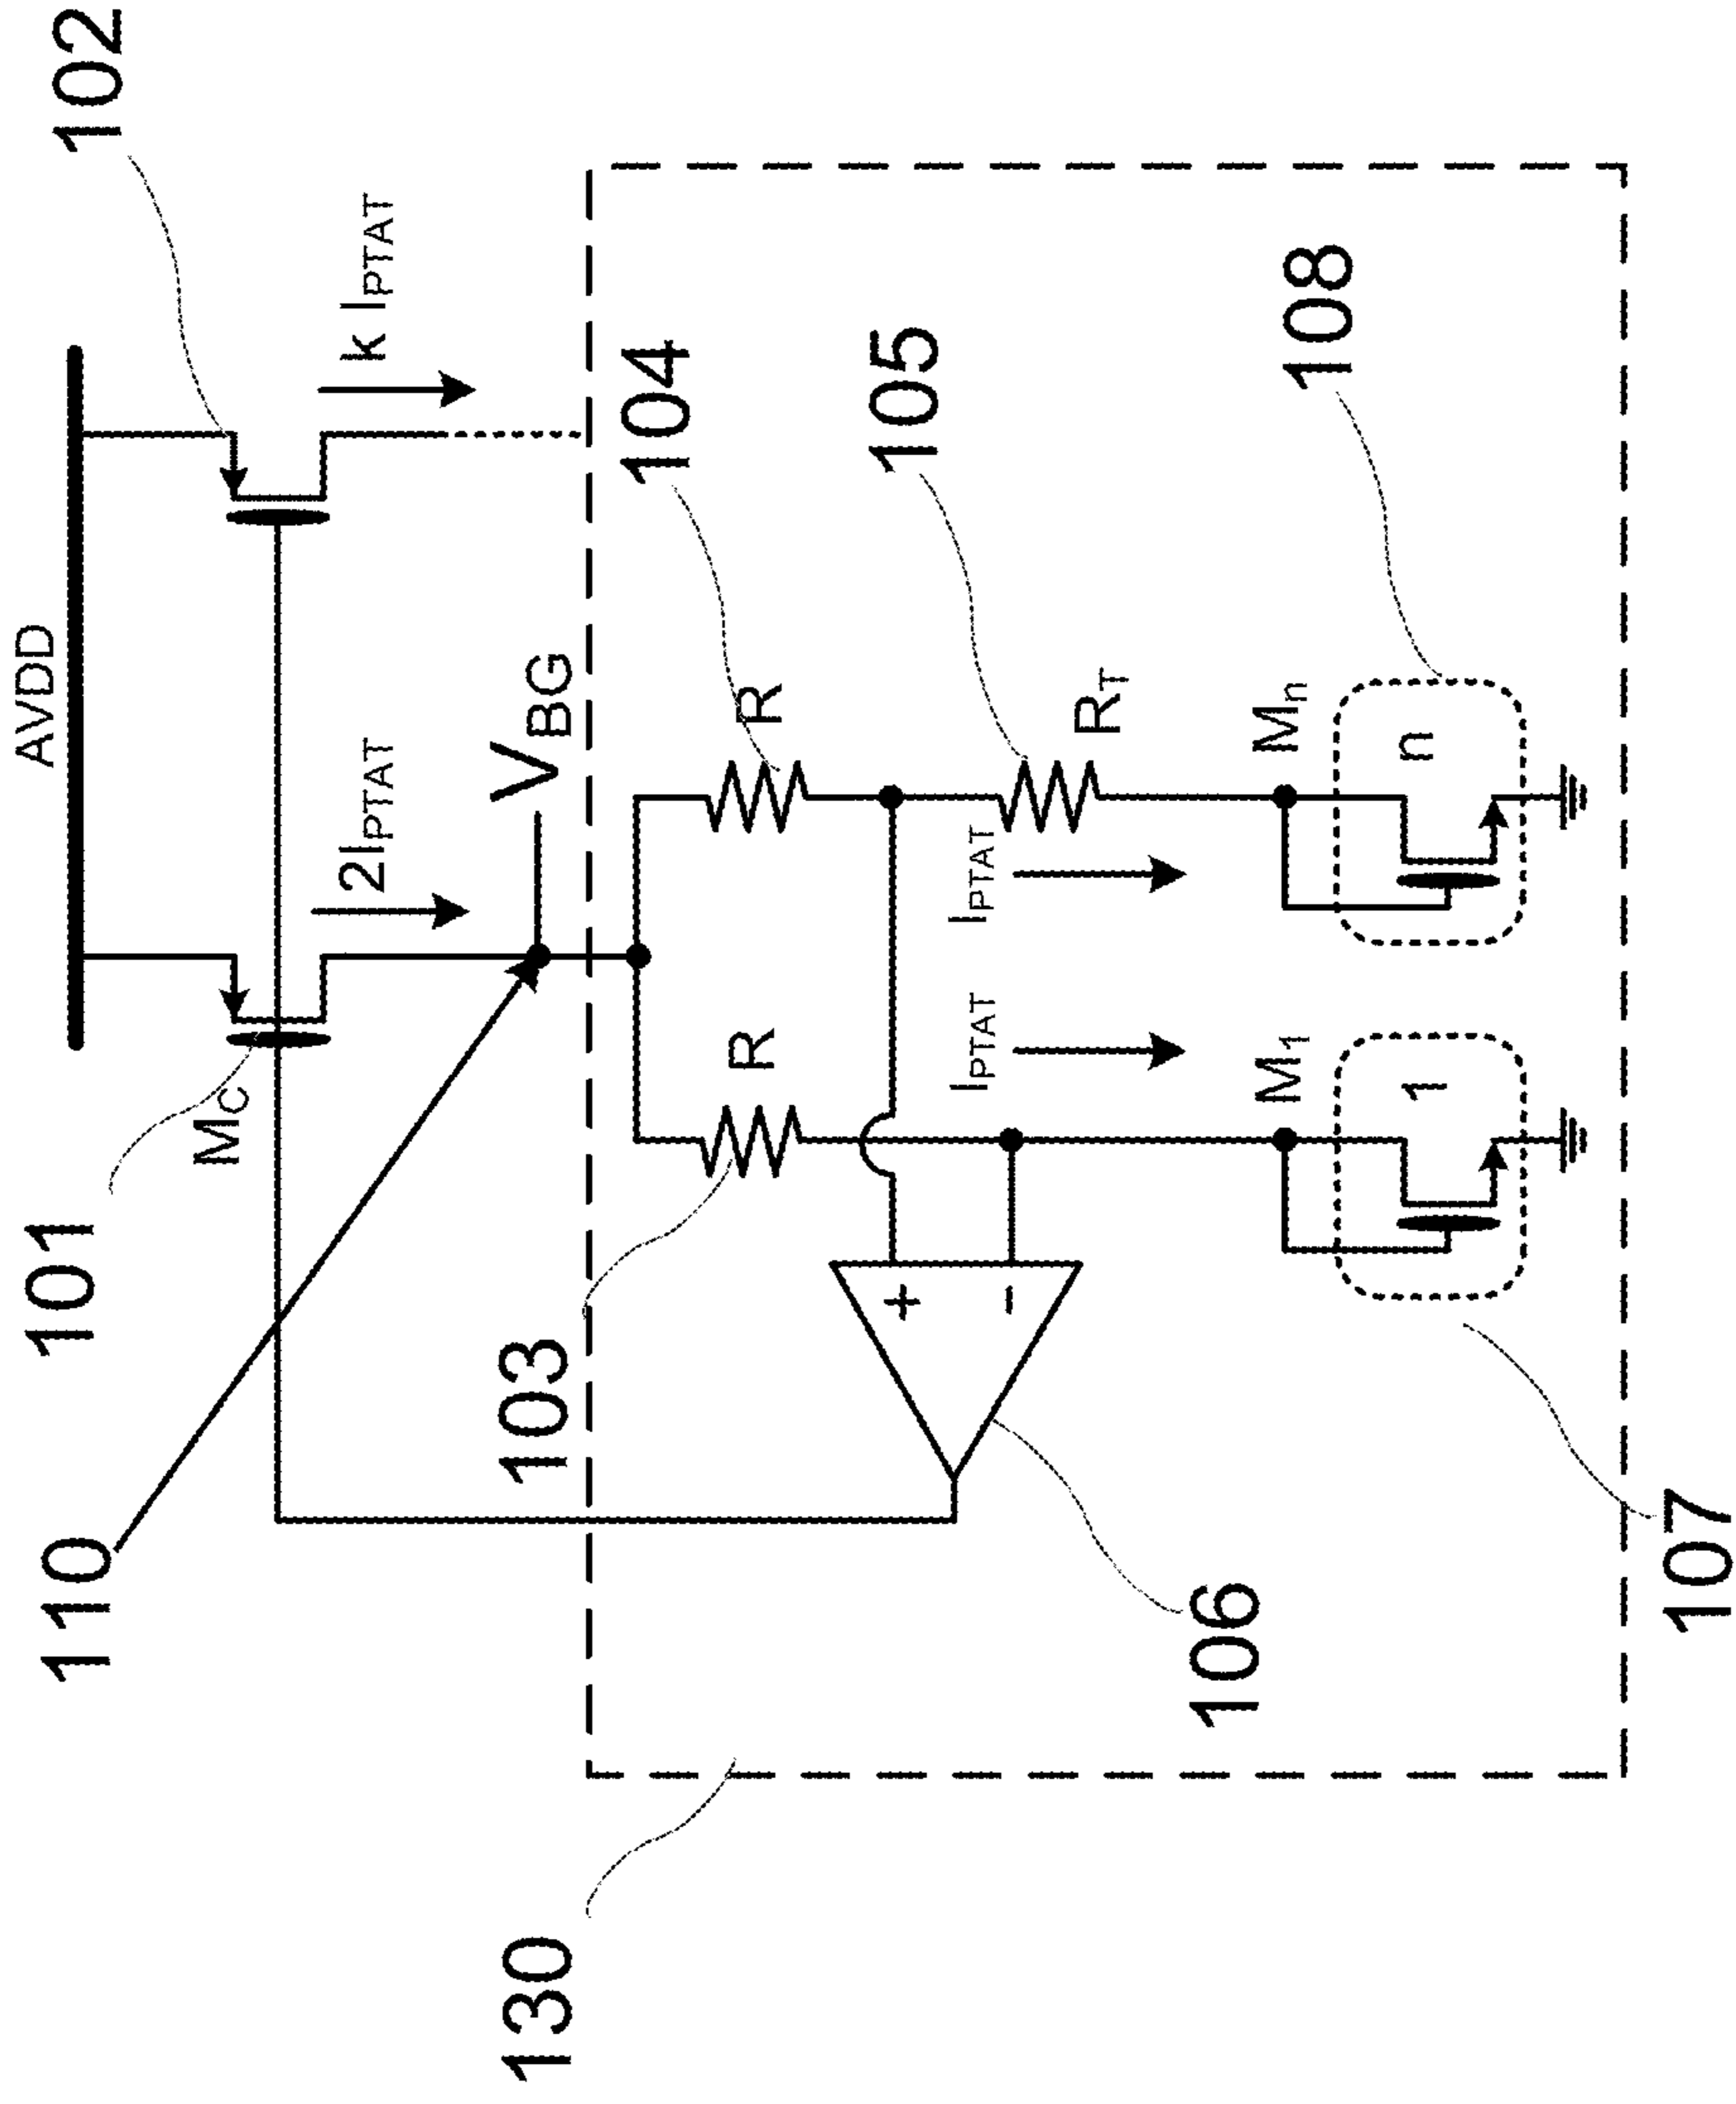 AVDD
102
101
M_C
2I_PTAT
k I_PTAT
110
V_BG
103
R
R
104
105
I_PTAT
I_PTAT
R_T
106
+
-
M_1
M_n
108
1
n
107
130